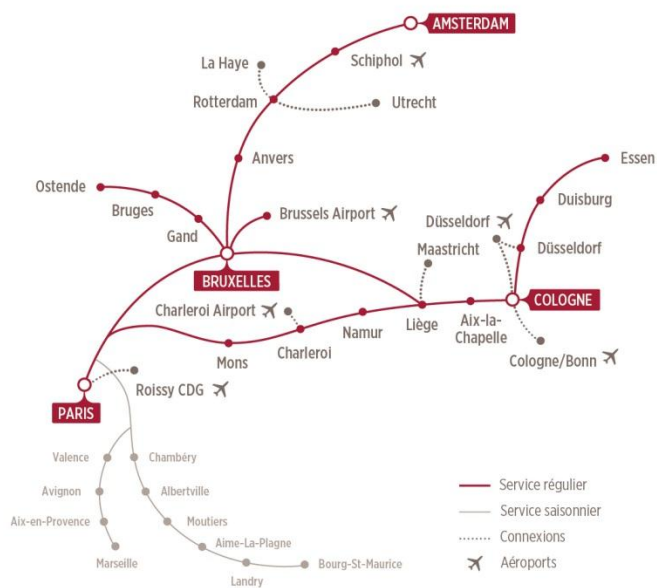 AMSTERDAM
Schiphol
La Haye
Rotterdam
Utrecht
Anvers
Essen
Ostende
Bruges
Gand
Brussels Airport
Duisburg
Düsseldorf
Maastricht
Düsseldorf
BRUXELLES
COLOGNE
Charleroi Airport
Namur
Liège
Aix-la-
Chapelle
Charleroi
Mons
Cologne/Bonn
Roissy CDG
PARIS
Valence
Chambéry
Avignon
Albertville
Aix-en-Provence
Moutiers
Marseille
Aime-La-Plagne
Landry
Bourg-St-Maurice
Service régulier
Service saisonnier
Connexions
Aéroports